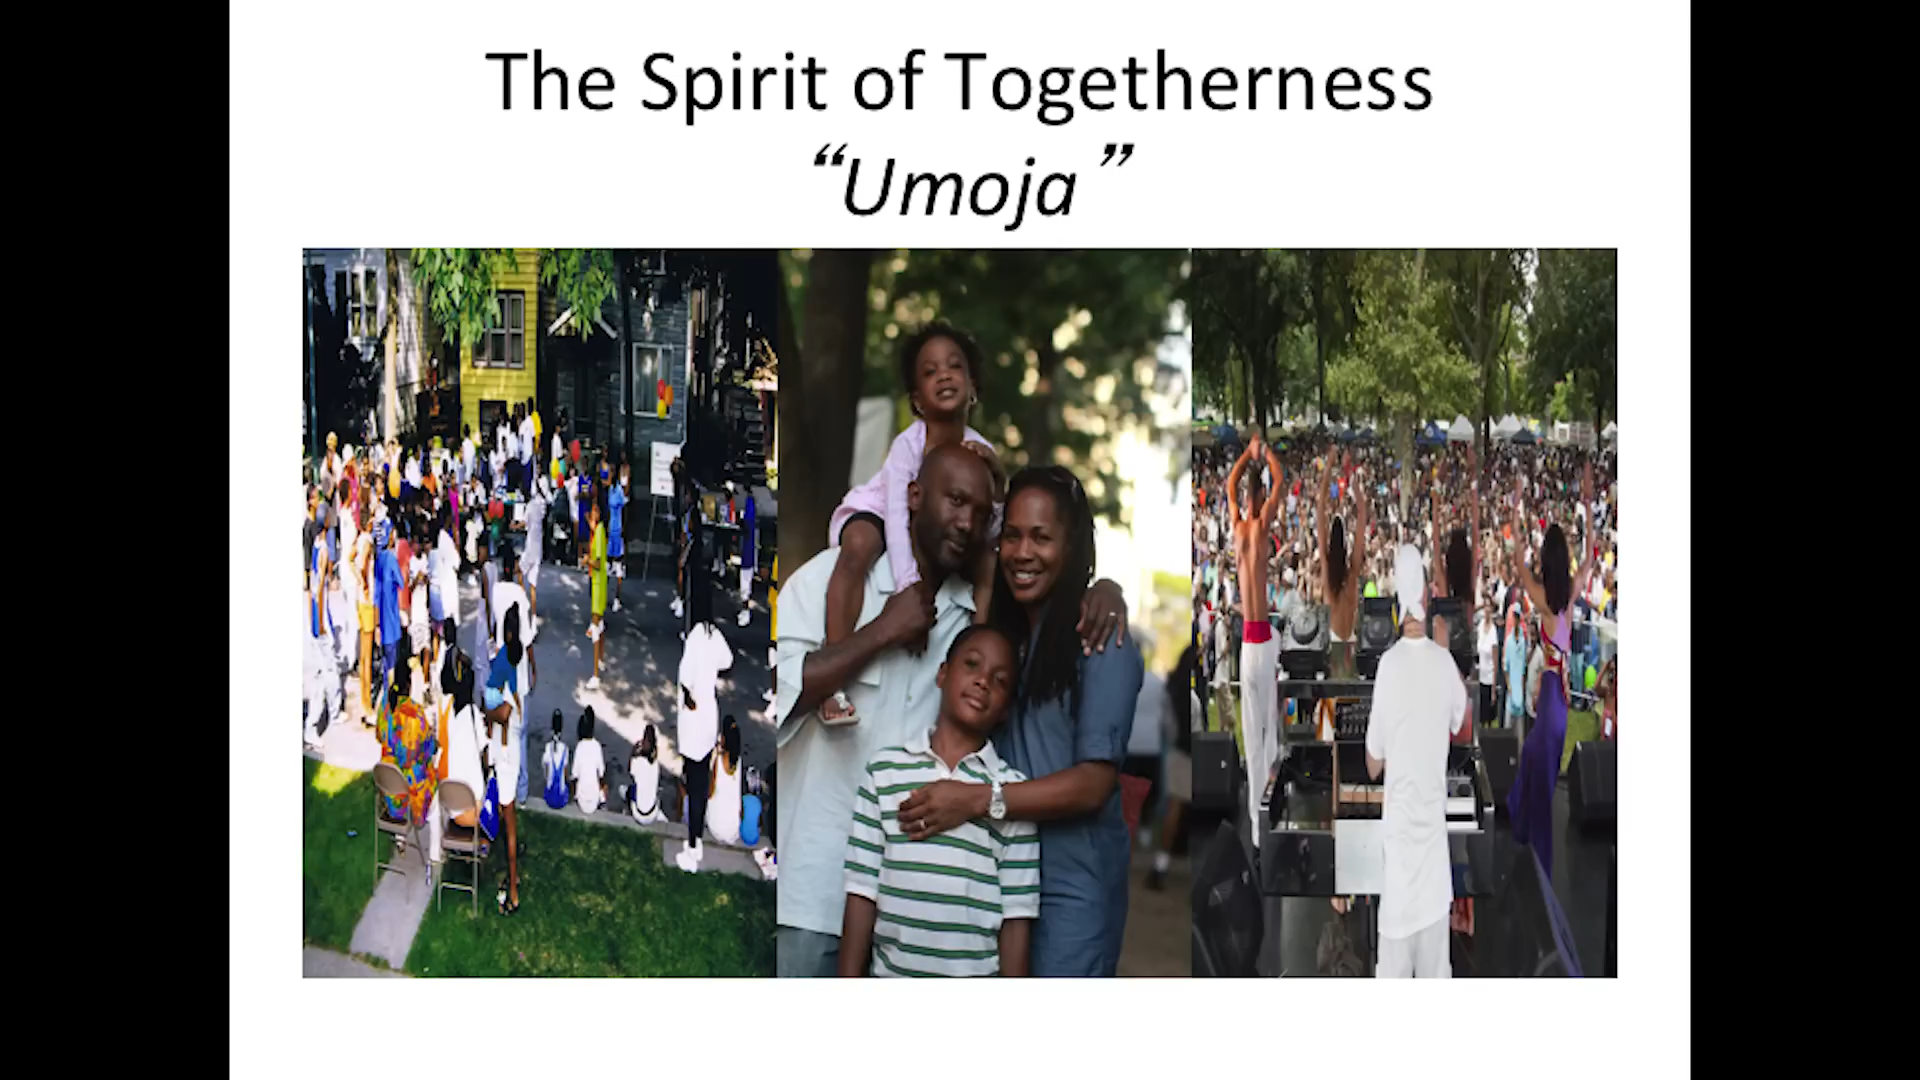 The Spirit of Togetherness
“Umoja”